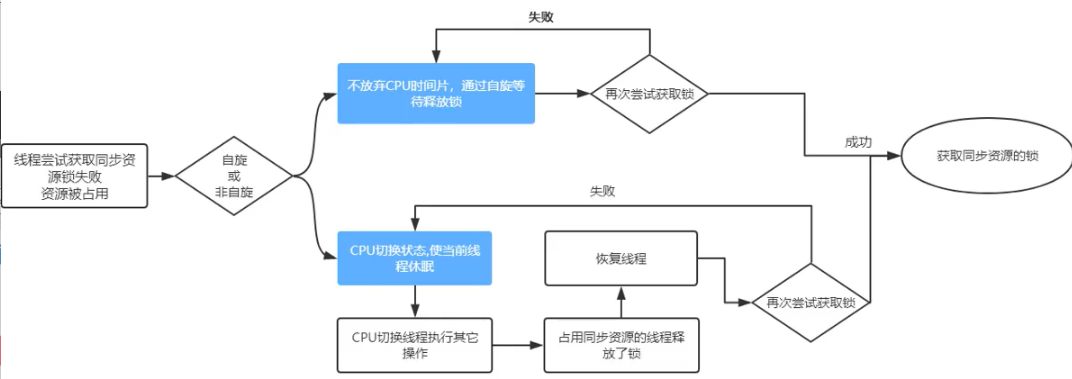 失败
不放弃CPU时间片，通过自旋等
待释放锁
再次尝试获取锁
线程尝试获取同步资
源锁失败
资源被占用
自旋
或
非自旋
成功
获取同步资源的锁
失败
CPU切换状态,使当前线
程休眠
恢复线程
再次尝试获取锁
CPU切换线程执行其它
操作
占用同步资源的线程释
放了锁